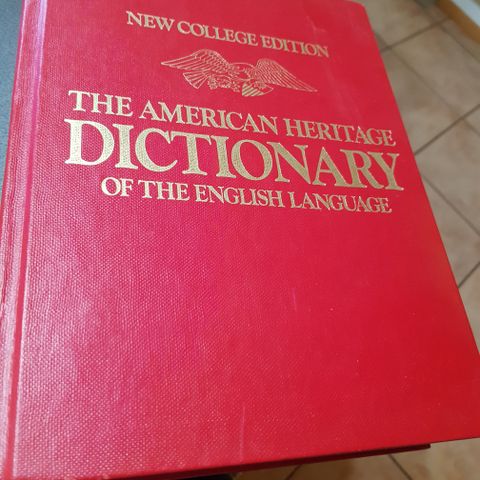 NEW COLLEGE EDITION
THE AMERICAN HERITAGE
DICTIONARY
OF THE ENGLISH LANGUAGE